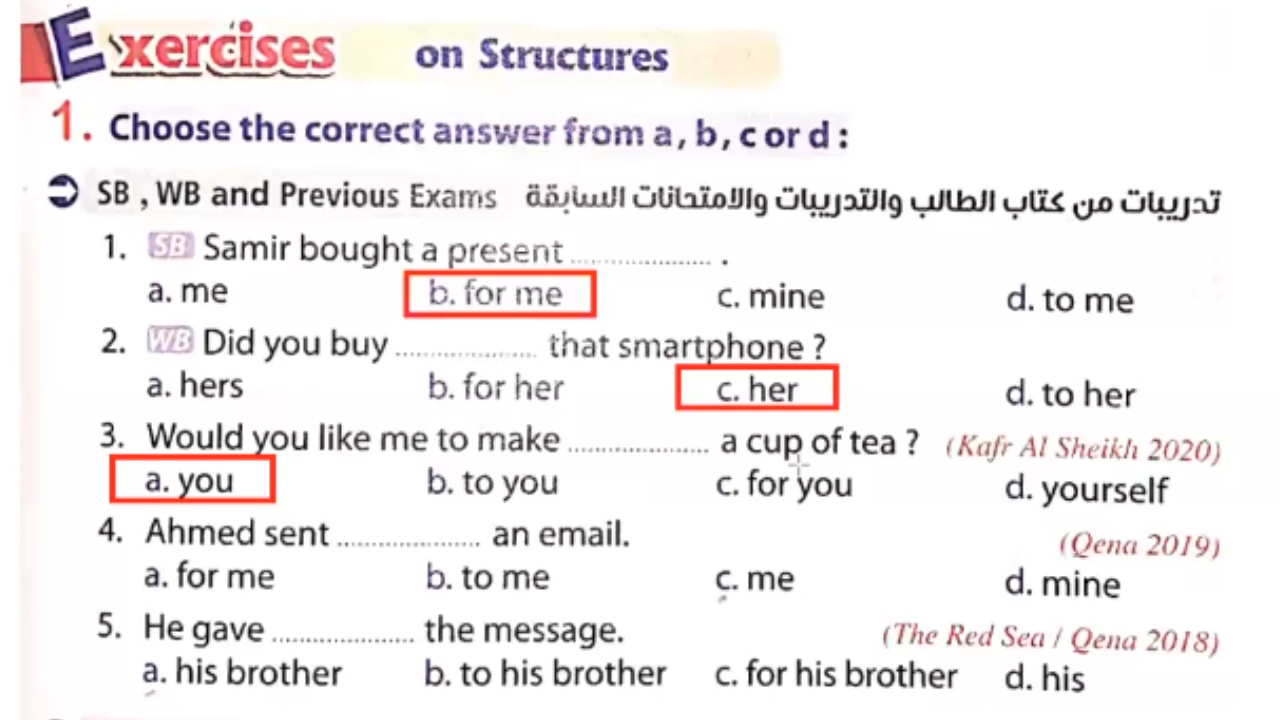 Exercises on Structures
1. Choose the correct answer from a, b, c or d :
SB , WB and Previous Exams تدريبات من كتاب الطالب والتدريبات والامتحانات السابقة
1. SB Samir bought a present .................... .
a. me b. for me c. mine d. to me
2. WB Did you buy .................... that smartphone ?
a. hers b. for her c. her d. to her
3. Would you like me to make .................... a cup of tea ? (Kafr Al Sheikh 2020)
a. you b. to you c. for you d. yourself
4. Ahmed sent .................... an email. (Qena 2019)
a. for me b. to me c. me d. mine
5. He gave .................... the message. (The Red Sea / Qena 2018)
a. his brother b. to his brother c. for his brother d. his